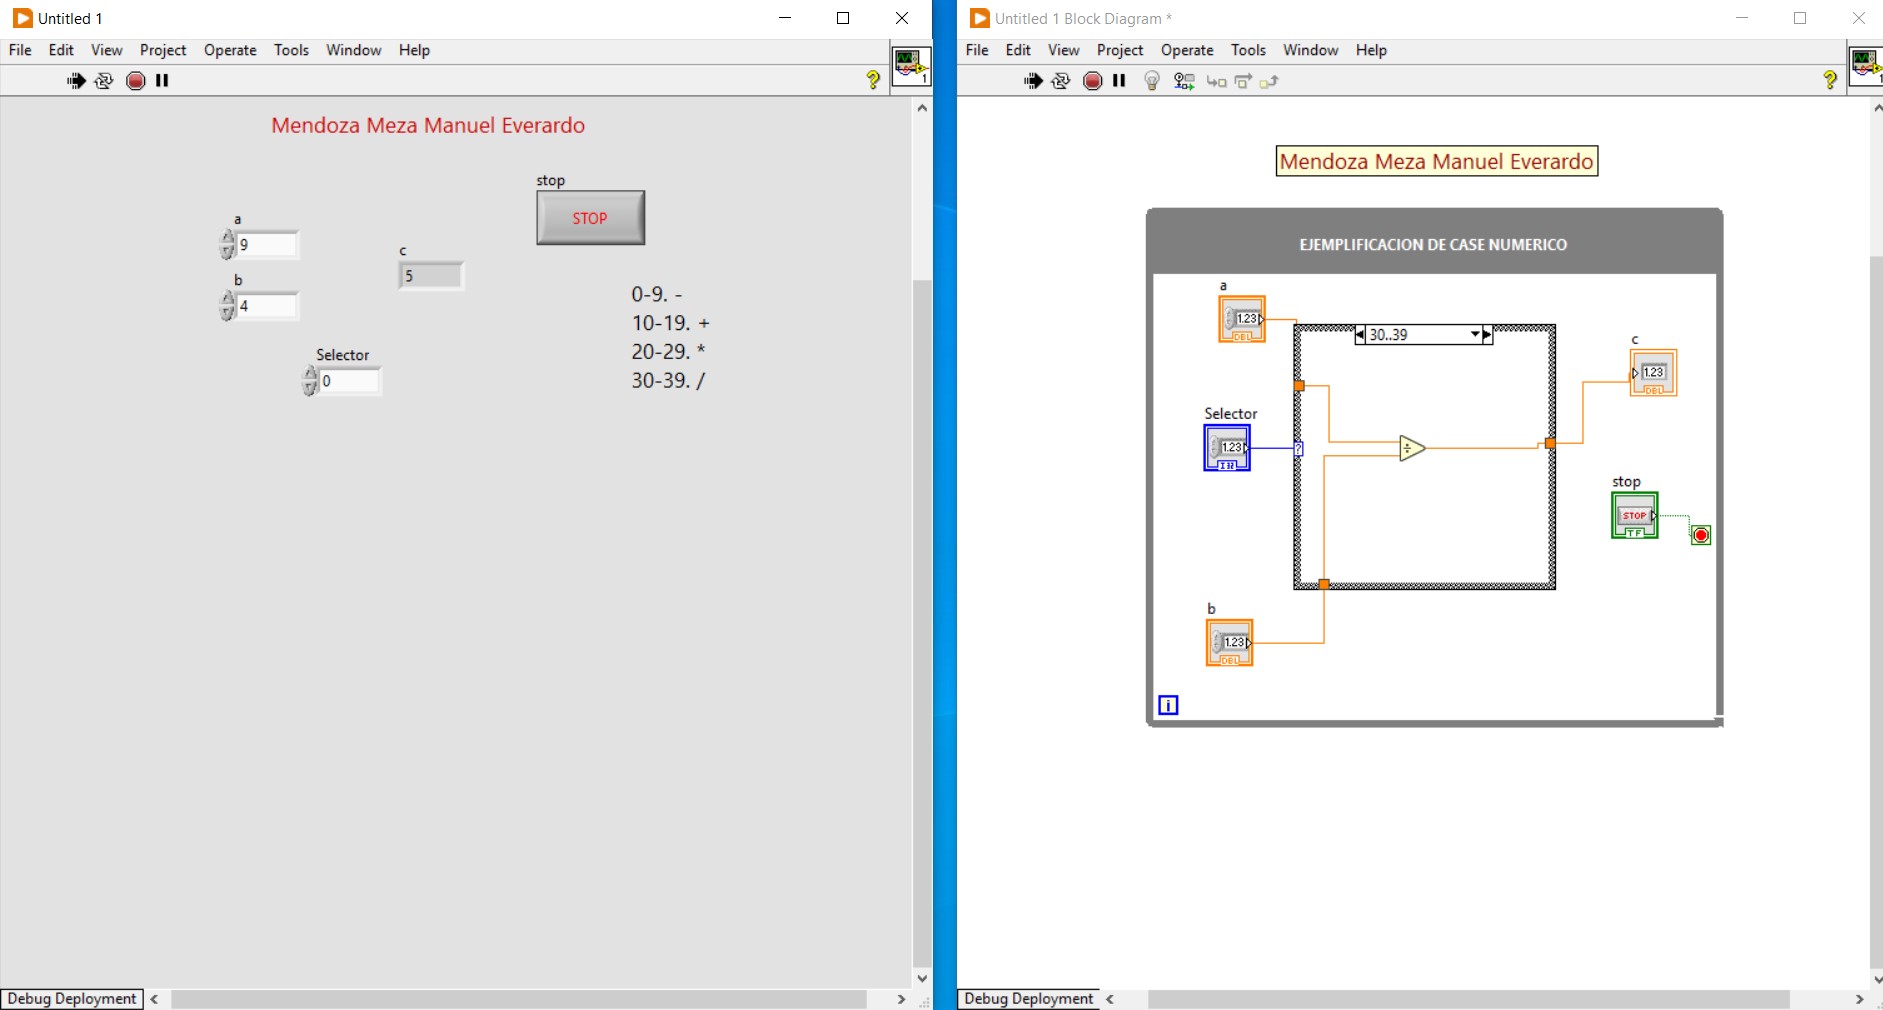 Untitled 1
File Edit View Project Operate Tools Window Help
1
Mendoza Meza Manuel Everardo
stop
STOP
a
9
c
5
b
4
0-9. -
10-19. +
20-29. *
30-39. /
Selector
0
Debug Deployment
Untitled 1 Block Diagram *
File Edit View Project Operate Tools Window Help
1
Mendoza Meza Manuel Everardo
EJEMPLIFICACION DE CASE NUMERICO
a
1.23
DBL
30..39
c
1.23
DBL
Selector
1.23
I32
?
÷
stop
STOP
TF
b
1.23
DBL
i
Debug Deployment